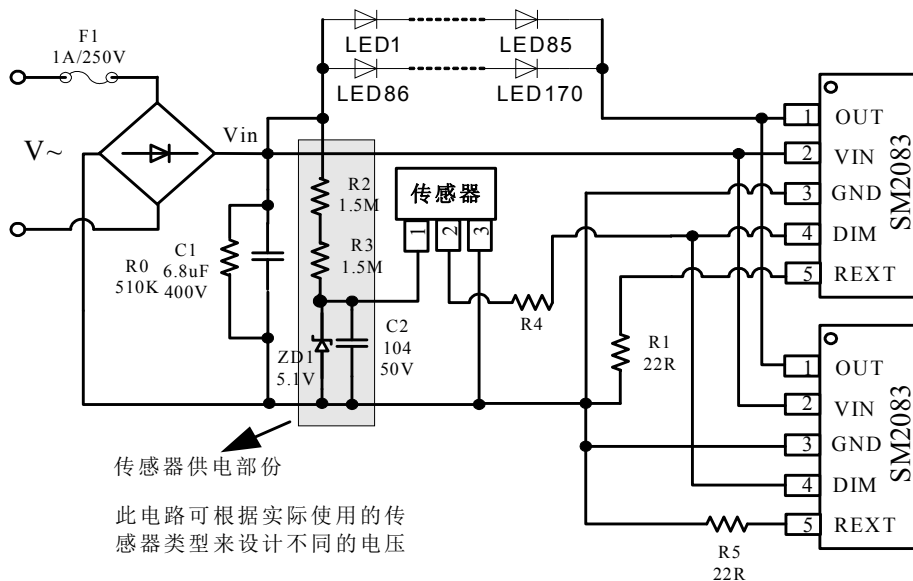 F1
1A/250V
V~
Vin
LED1
LED85
LED86
LED170
R0
510K
C1
6.8uF
400V
R2
1.5M
R3
1.5M
ZD1
5.1V
C2
104
50V
传感器
1
2
3
R4
R1
22R
1 OUT
2 VIN
3 GND
4 DIM
5 REXT
SM2083
1 OUT
2 VIN
3 GND
4 DIM
5 REXT
SM2083
R5
22R
传感器供电部份
此电路可根据实际使用的传
感器类型来设计不同的电压